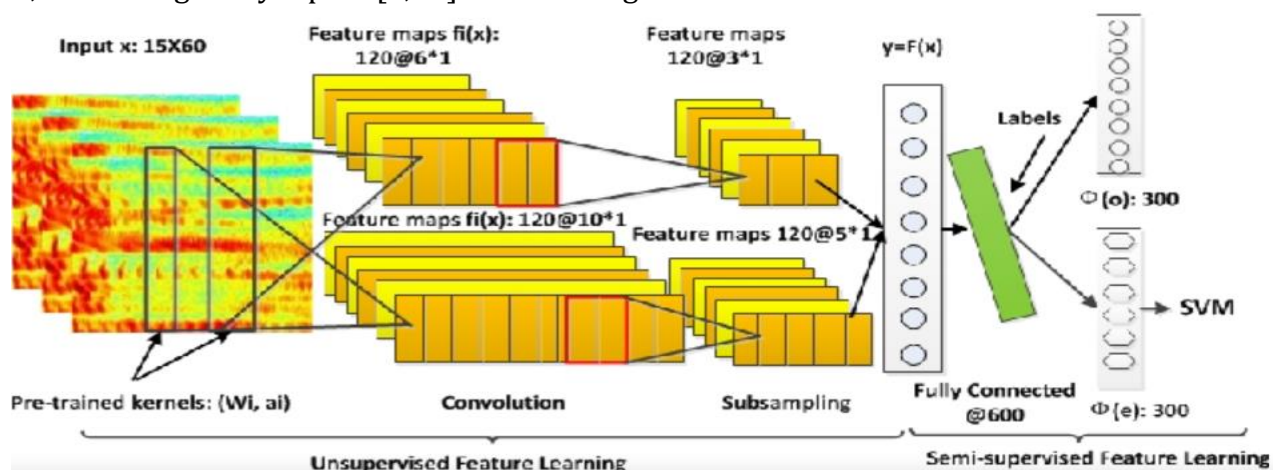 Input x: 15X60
Feature maps fi(x):
120@6*1
Feature maps
120@3*1
y=F(x)
Labels
Φ(o): 300
Feature maps fi(x): 120@10*1
Feature maps 120@5*1
SVM
Pre-trained kernels: (Wi, ai)
Convolution
Subsampling
Fully Connected
@600
Φ(e): 300
Unsupervised Feature Learning
Semi-supervised Feature Learning